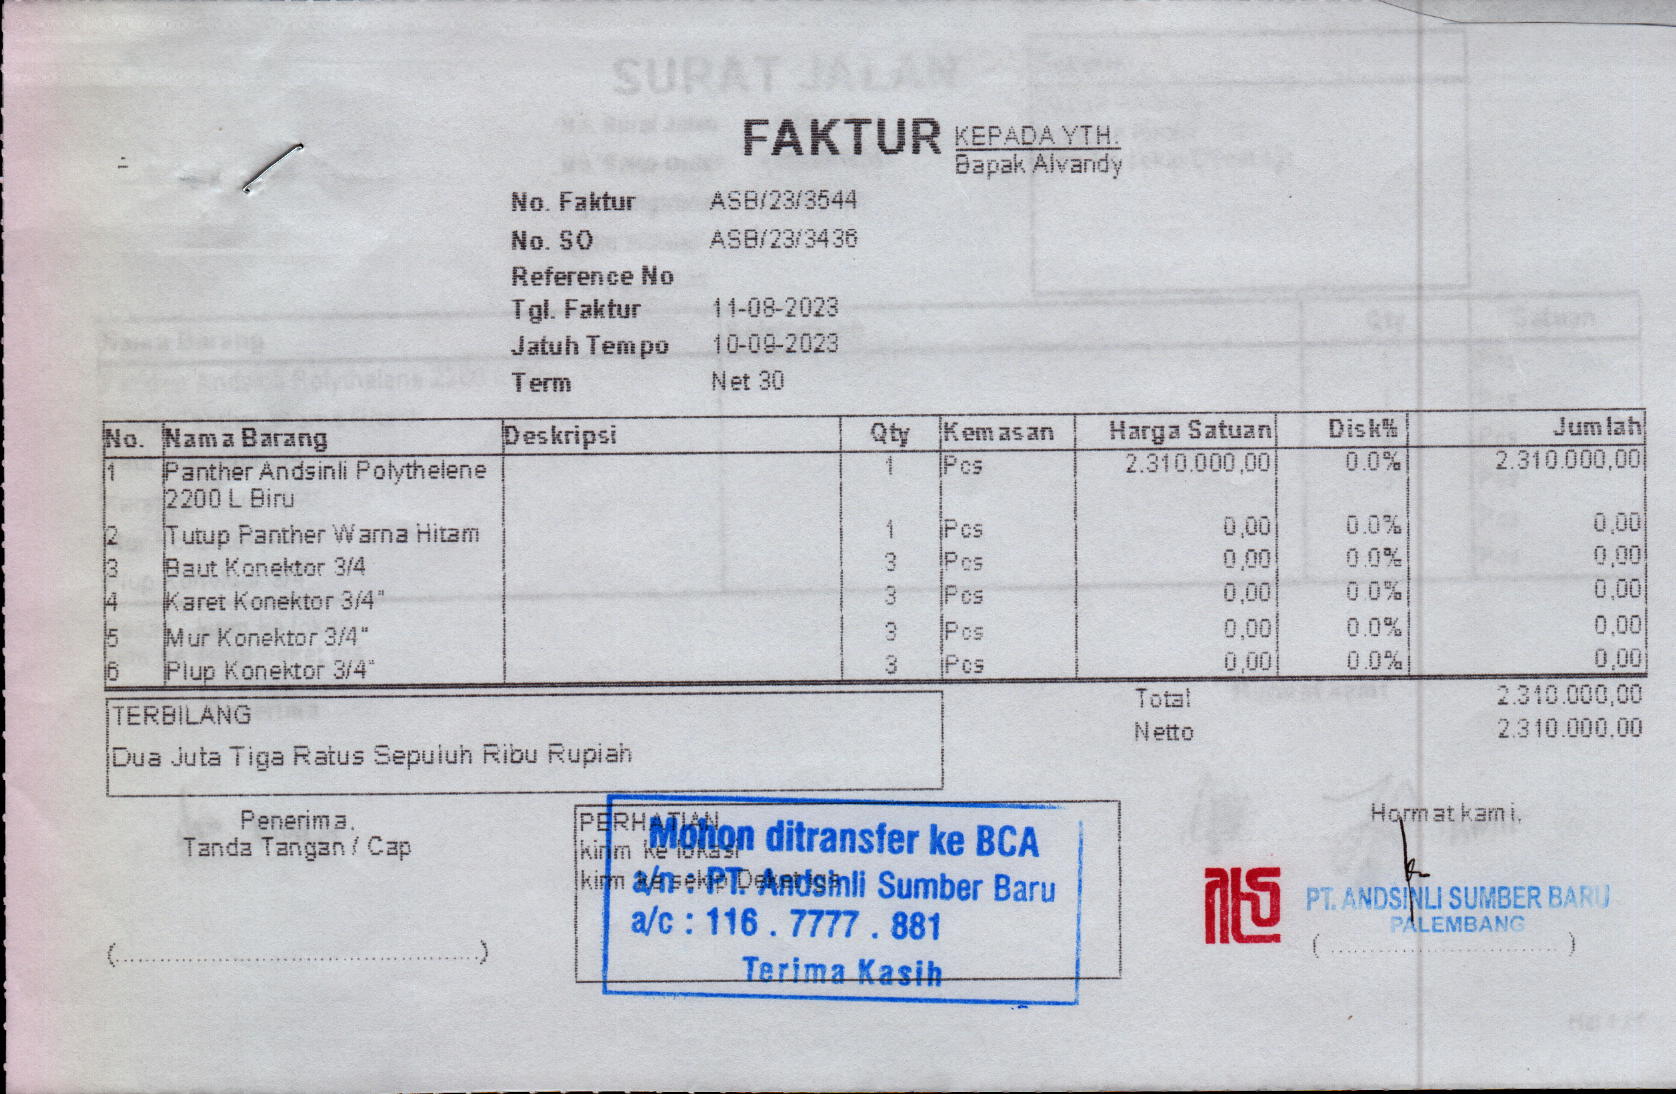 SURAT JALAN
FAKTUR
KEPADA YTH.
Bapak Alvandy
No. Faktur ASB/23/3544
No. SO ASB/23/3436
Reference No
Tgl. Faktur 11-08-2023
Jatuh Tempo 10-09-2023
Term Net 30
No. Nama Barang Deskripsi Qty Kemasan Harga Satuan Disk% Jumlah
1 Panther Andsinli Polythelene 1 Pcs 2.310.000,00 0.0% 2.310.000,00
2200 L Biru
2 Tutup Panther Warna Hitam 1 Pcs 0,00 0.0% 0,00
3 Baut Konektor 3/4 3 Pcs 0,00 0.0% 0,00
4 Karet Konektor 3/4" 3 Pcs 0,00 0.0% 0,00
5 Mur Konektor 3/4" 3 Pcs 0,00 0.0% 0,00
6 Plup Konektor 3/4" 3 Pcs 0,00 0.0% 0,00
Total 2.310.000,00
Netto 2.310.000,00
TERBILANG
Dua Juta Tiga Ratus Sepuluh Ribu Rupiah
Penerima,
Tanda Tangan / Cap
PERHATIAN
kirim ke lokasi
kirim ke sekip
Mohon ditransfer ke BCA
a/n : PT. Andsinli Sumber Baru
a/c : 116 . 7777 . 881
Terima Kasih
Hormat kami,
PT. ANDSINLI SUMBER BARU
PALEMBANG